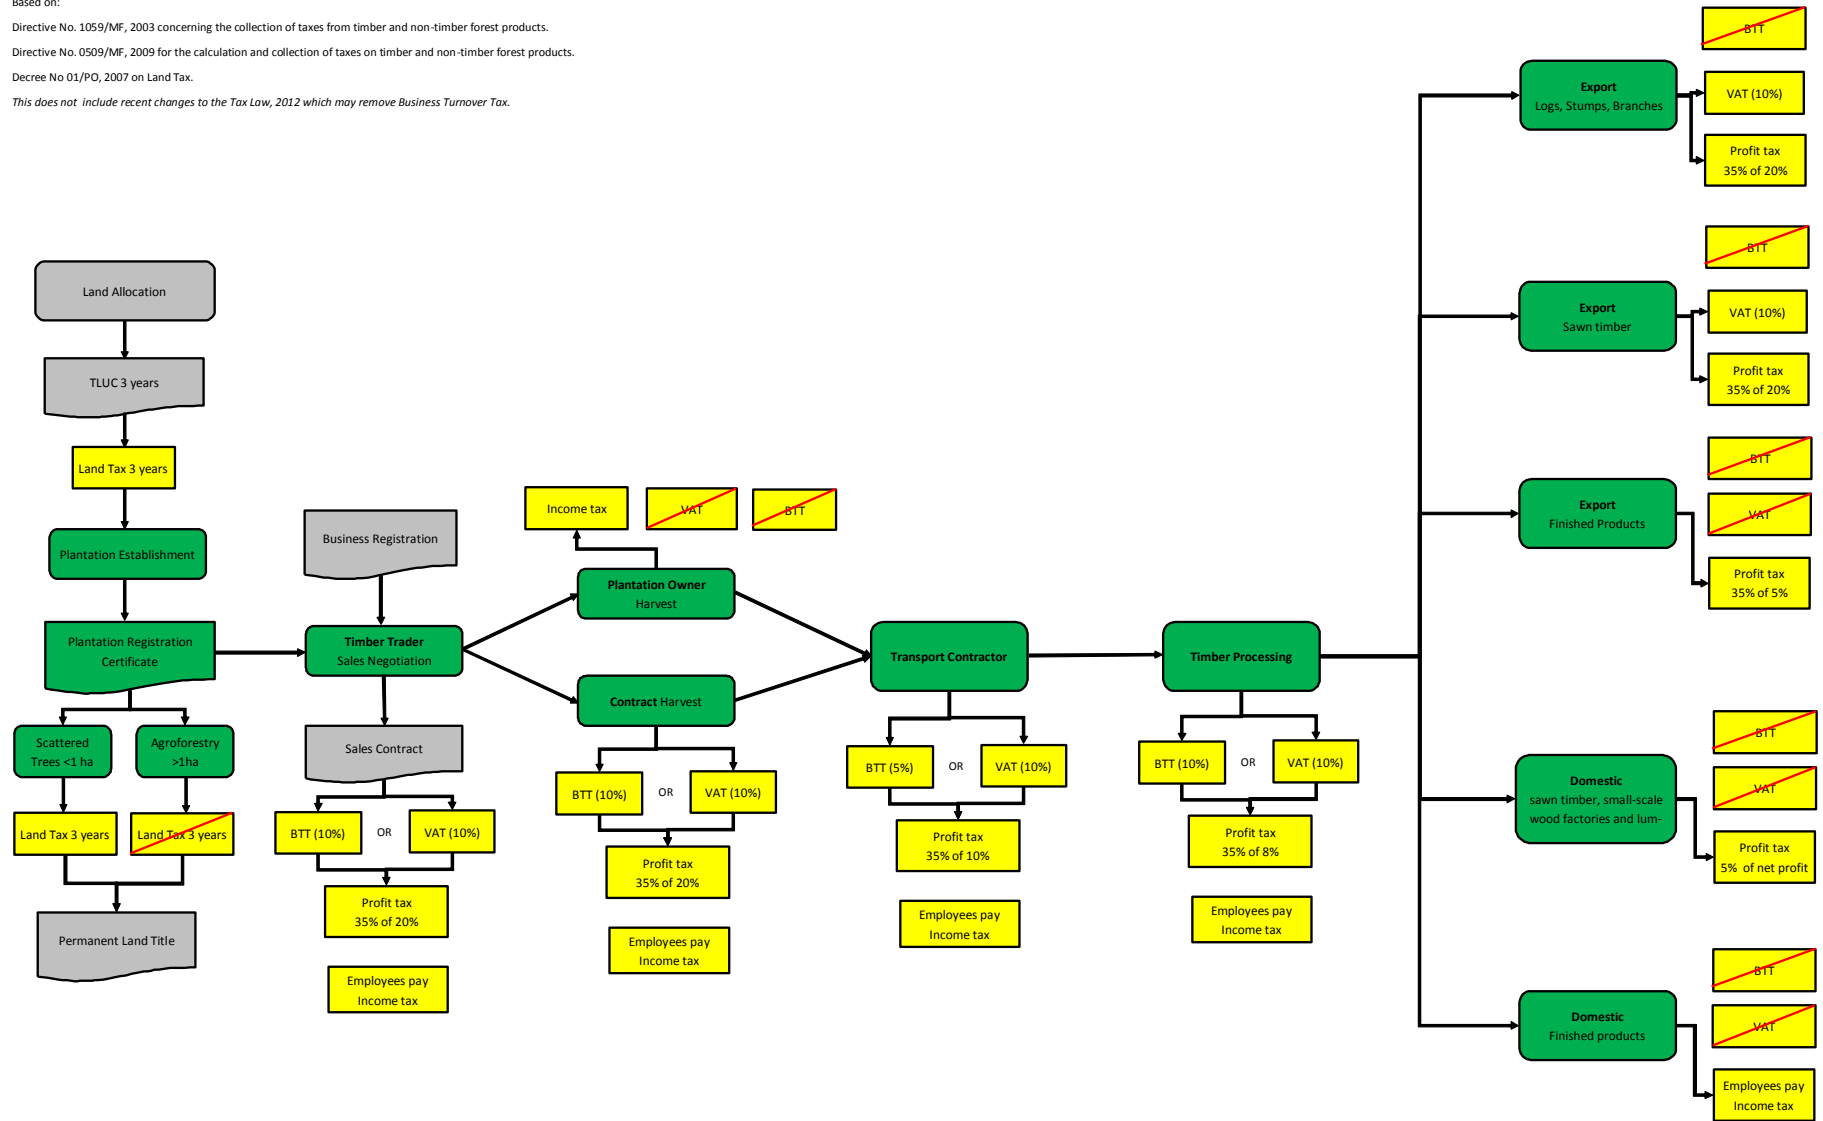 Based on:
Directive No. 1059/MF, 2003 concerning the collection of taxes from timber and non-timber forest products.
Directive No. 0509/MF, 2009 for the calculation and collection of taxes on timber and non-timber forest products.
Decree No 01/PO, 2007 on Land Tax.
This does not include recent changes to the Tax Law, 2012 which may remove Business Turnover Tax.
Land Allocation
TLUC 3 years
Land Tax 3 years
Plantation Establishment
Plantation Registration
Certificate
Scattered
Trees <1 ha
Agroforestry
>1ha
Land Tax 3 years
Land Tax 3 years
Permanent Land Title
Business Registration
Timber Trader
Sales Negotiation
Sales Contract
BTT (10%)
OR
VAT (10%)
Profit tax
35% of 20%
Employees pay
Income tax
Income tax
VAT
BTT
Plantation Owner
Harvest
Contract Harvest
BTT (10%)
OR
VAT (10%)
Profit tax
35% of 20%
Employees pay
Income tax
Transport Contractor
BTT (5%)
OR
VAT (10%)
Profit tax
35% of 10%
Employees pay
Income tax
Timber Processing
BTT (10%)
OR
VAT (10%)
Profit tax
35% of 8%
Employees pay
Income tax
BTT
Export
Logs, Stumps, Branches
VAT (10%)
Profit tax
35% of 20%
BTT
Export
Sawn timber
VAT (10%)
Profit tax
35% of 20%
BTT
Export
Finished Products
VAT
Profit tax
35% of 5%
BTT
Domestic
sawn timber, small-scale
wood factories and lum-
VAT
Profit tax
5% of net profit
BTT
Domestic
Finished products
VAT
Employees pay
Income tax